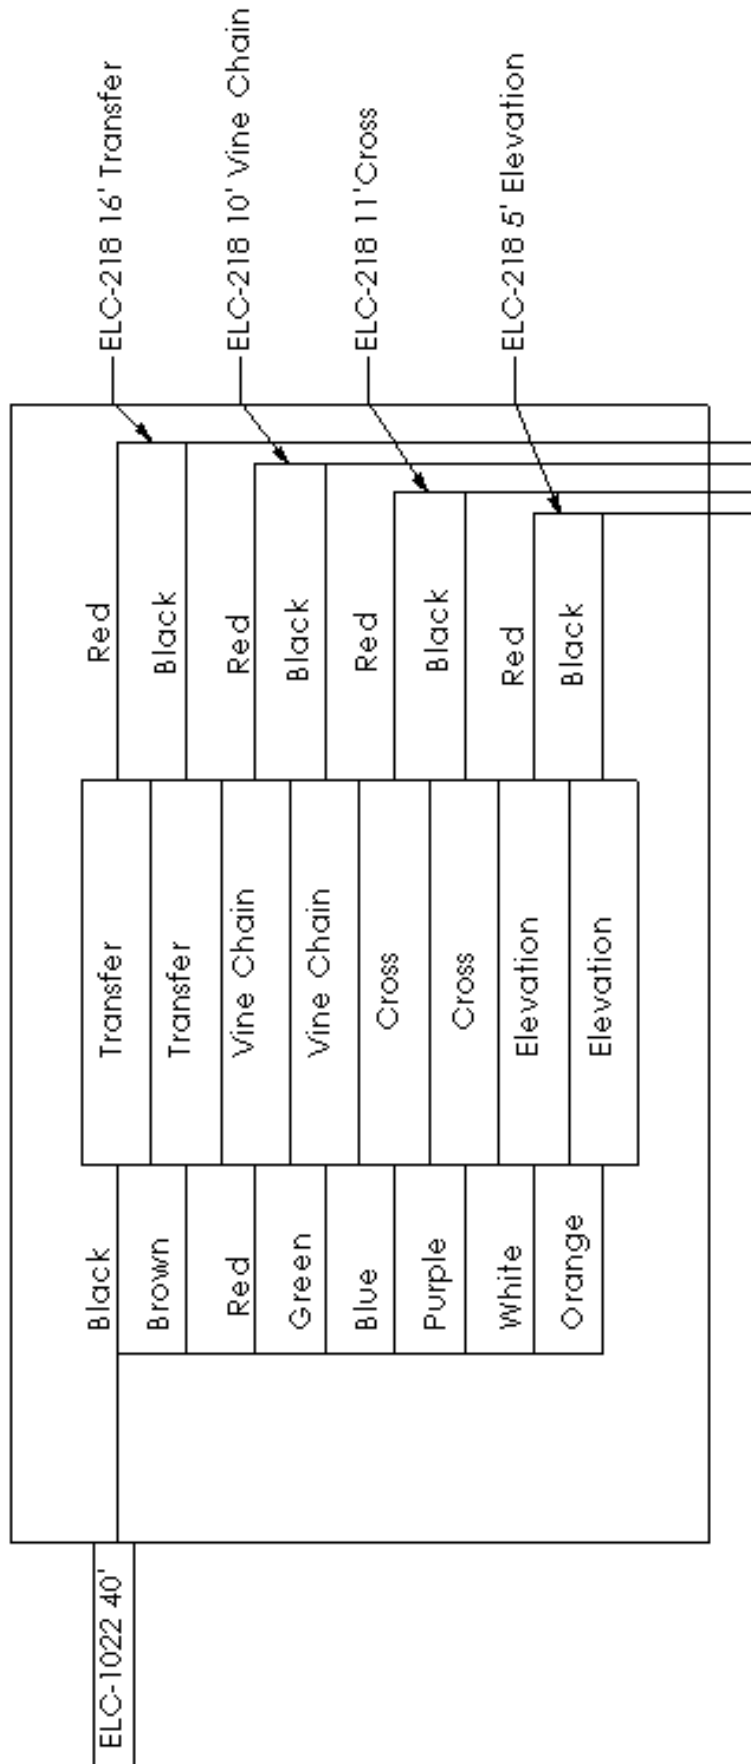 ELC-218 16' Transfer
ELC-218 10' Vine Chain
ELC-218 11'Cross
ELC-218 5' Elevation
Red
Black
Red
Black
Red
Black
Red
Black
Transfer
Transfer
Vine Chain
Vine Chain
Cross
Cross
Elevation
Elevation
Black
Brown
Red
Green
Blue
Purple
White
Orange
ELC-1022 40'